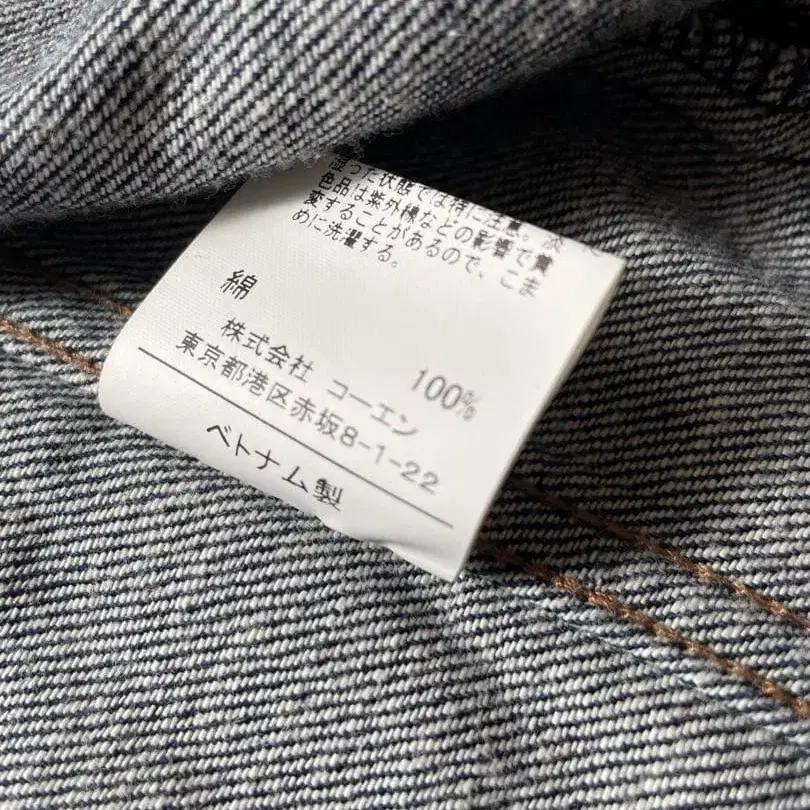 湿った状態では特に注意。淡
色品は紫外線などの影響で黄
変することがあるので、こま
めに洗濯する。
綿 100%
株式会社 コーエン
東京都港区赤坂8-1-22
ベトナム製